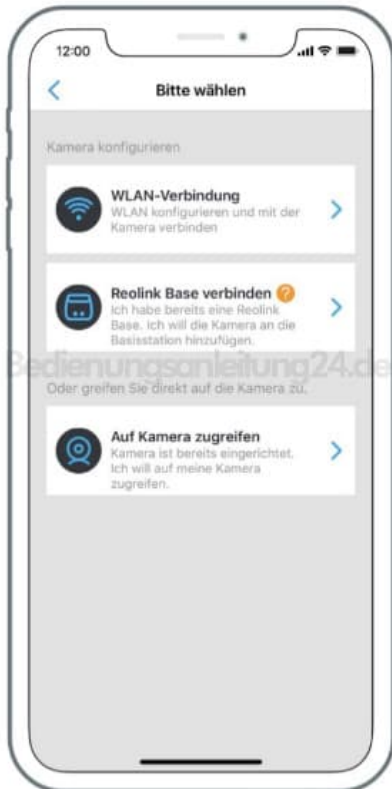 12:00
Bitte wählen
Kamera konfigurieren
WLAN-Verbindung
WLAN konfigurieren und mit der
Kamera verbinden
Reolink Base verbinden ?
Ich habe bereits eine Reolink
Base. Ich will die Kamera an die
Basisstation hinzufügen.
Bedienungsanleitung24.de
Oder greifen Sie direkt auf die Kamera zu.
Auf Kamera zugreifen
Kamera ist bereits eingerichtet.
Ich will auf meine Kamera
zugreifen.